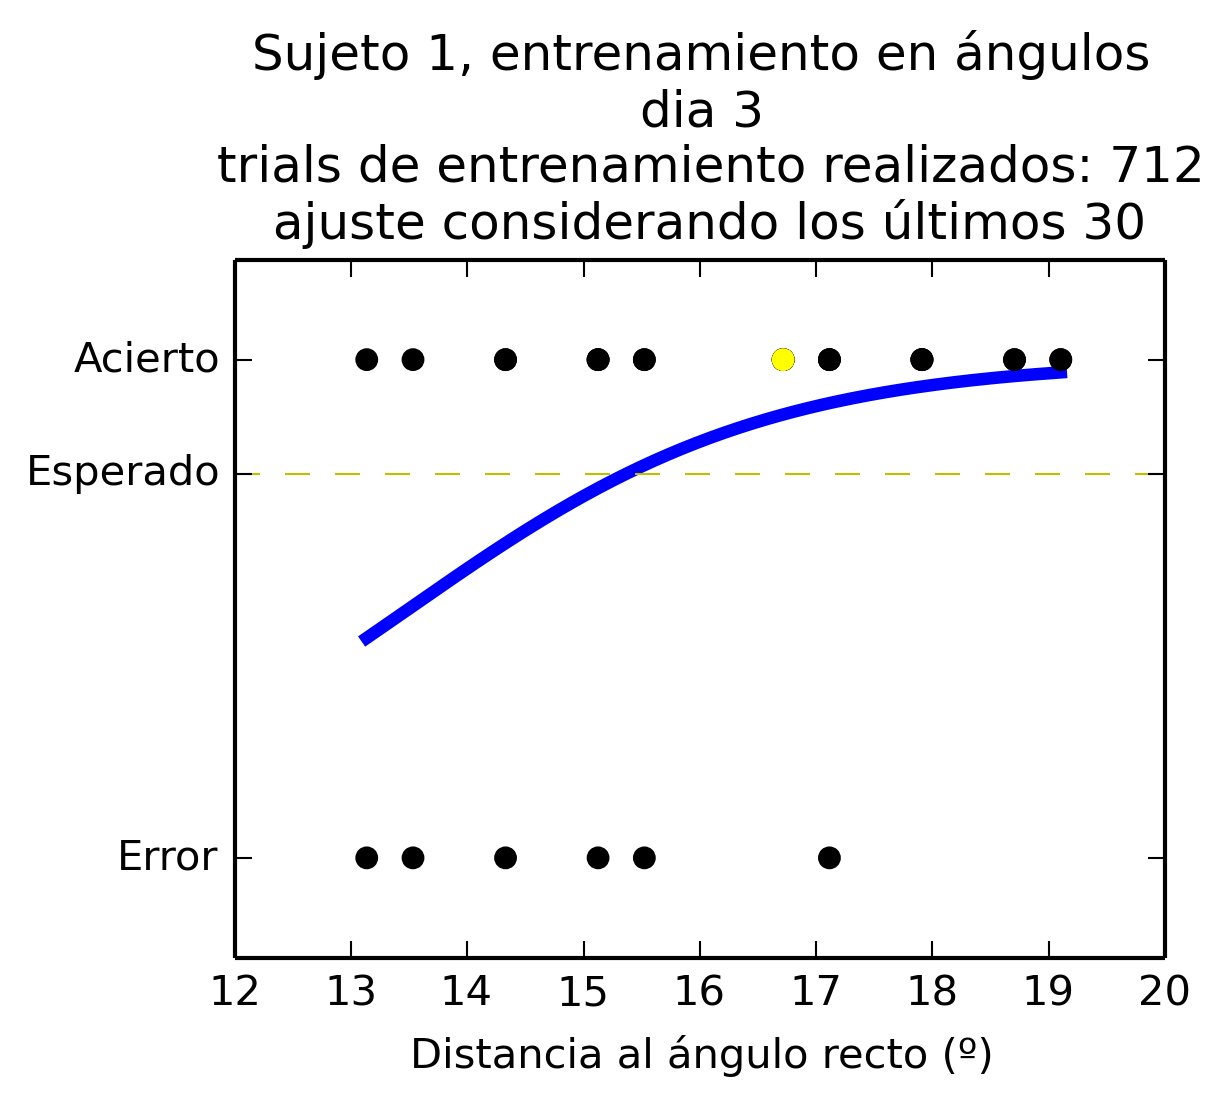 Sujeto 1, entrenamiento en ángulos
dia 3
trials de entrenamiento realizados: 712
ajuste considerando los últimos 30
Acierto
Esperado
Error
12 13 14 15 16 17 18 19 20
Distancia al ángulo recto (º)